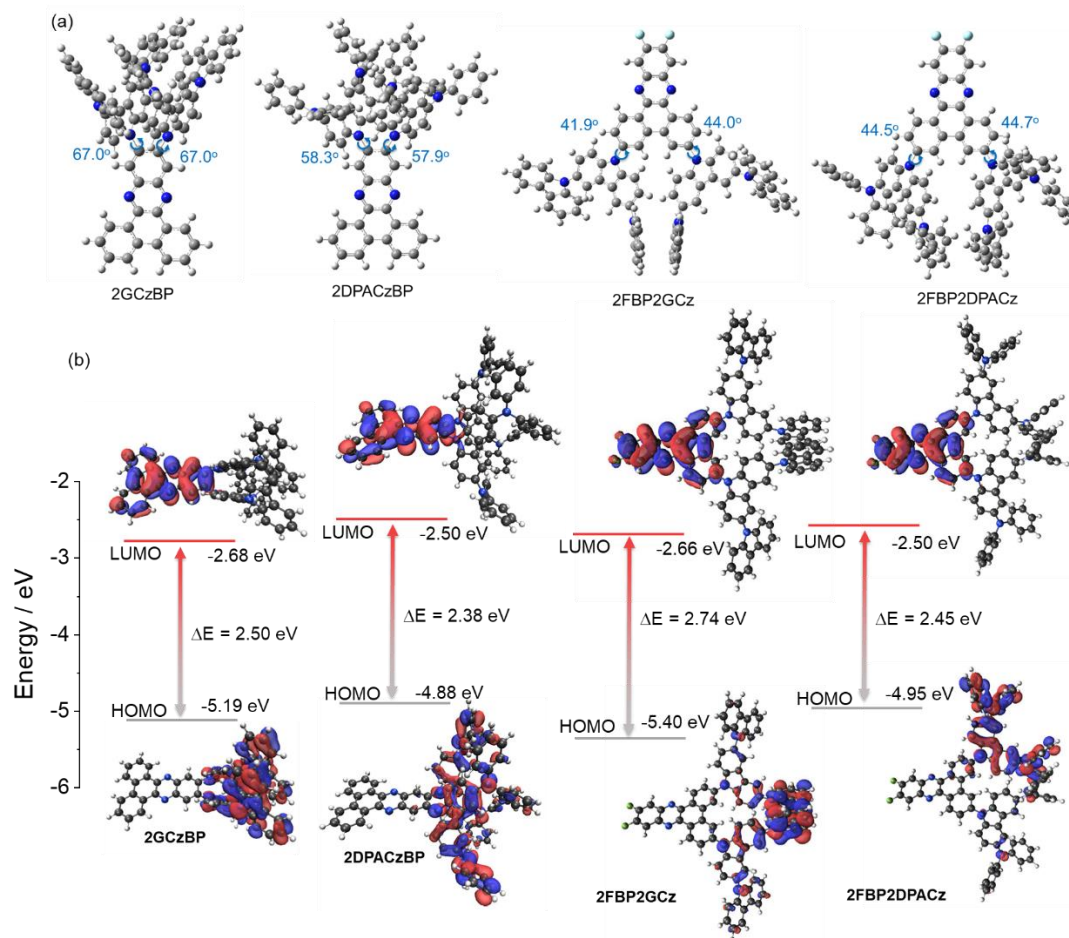 (a)
67.0° 67.0° 58.3° 57.9° 41.9° 44.0° 44.5° 44.7°
2GCzBP 2DPACzBP 2FBP2GCz 2FBP2DPACz
(b)
Energy / eV
-2
-3
-4
-5
-6
LUMO -2.68 eV
ΔE = 2.50 eV
HOMO -5.19 eV
2GCzBP
LUMO -2.50 eV
ΔE = 2.38 eV
HOMO -4.88 eV
2DPACzBP
LUMO -2.66 eV
ΔE = 2.74 eV
HOMO -5.40 eV
2FBP2GCz
LUMO -2.50 eV
ΔE = 2.45 eV
HOMO -4.95 eV
2FBP2DPACz